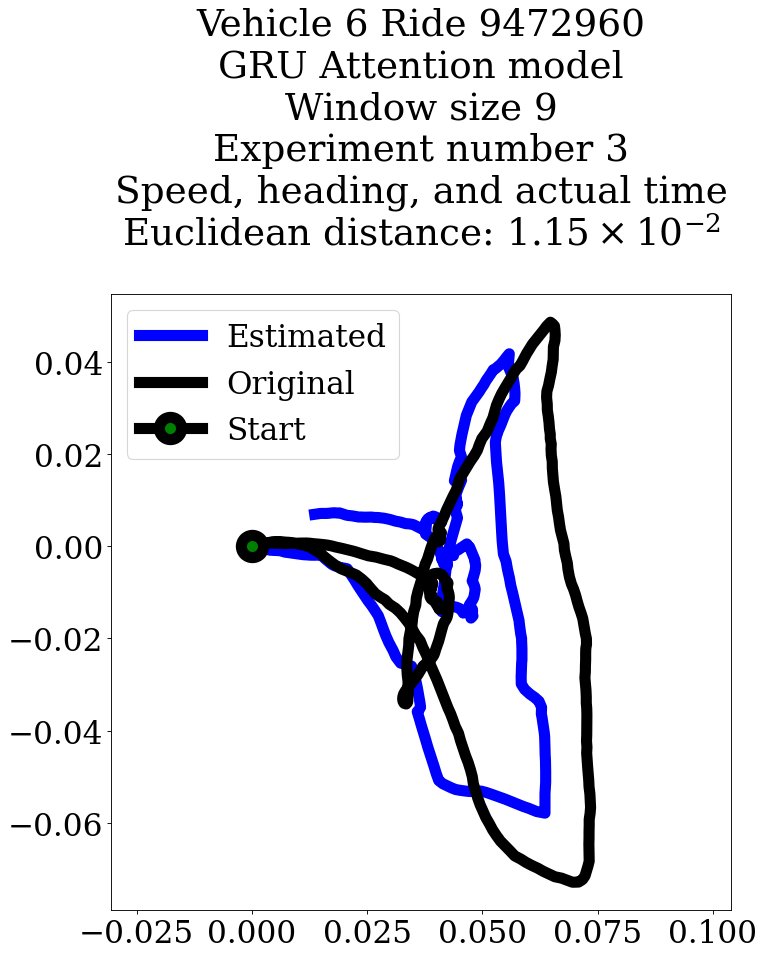 Vehicle 6 Ride 9472960
GRU Attention model
Window size 9
Experiment number 3
Speed, heading, and actual time
Euclidean distance: 1.15 × 10⁻²
Estimated
Original
Start
0.04
0.02
0.00
−0.02
−0.04
−0.06
−0.025 0.000 0.025 0.050 0.075 0.100